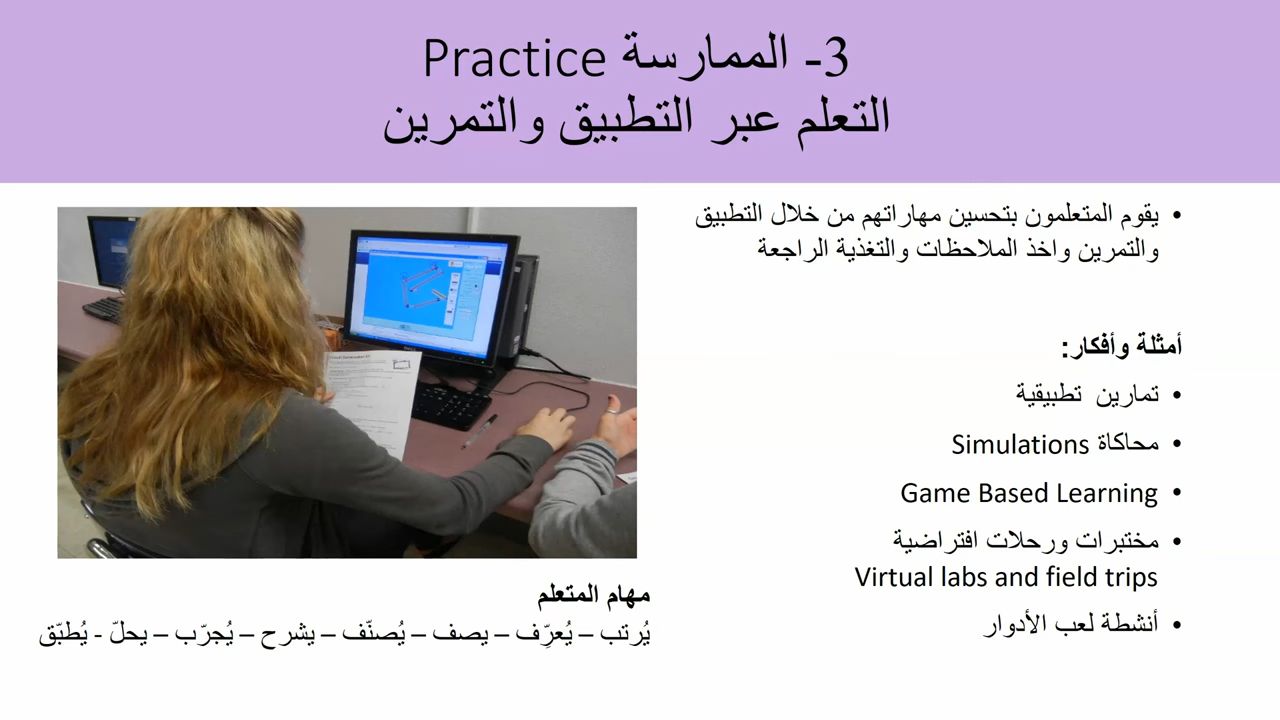 3- الممارسة Practice
التعلم عبر التطبيق والتمرين
• يقوم المتعلمون بتحسين مهاراتهم من خلال التطبيق
والتمرين واخذ الملاحظات والتغذية الراجعة
أمثلة وأفكار:
• تمارين تطبيقية
• محاكاة Simulations
• Game Based Learning
• مختبرات ورحلات افتراضية
Virtual labs and field trips
• أنشطة لعب الأدوار
مهام المتعلم
يُرتب – يُعرِّف – يصف – يُصنّف – يشرح – يُجرّب – يحلّ - يُطبّق